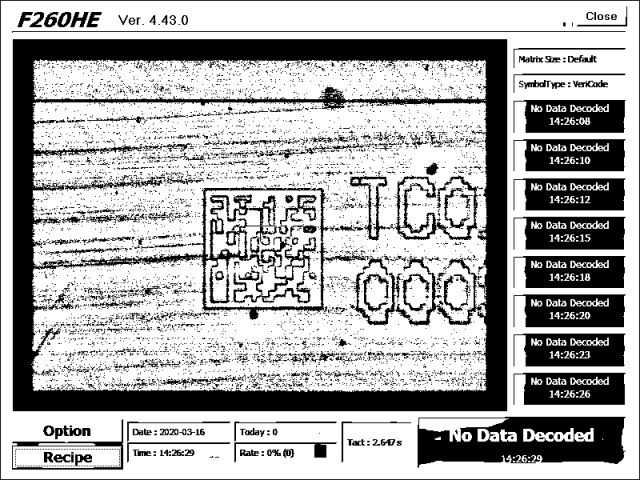 F260HE Ver. 4.43.0 Close
Matrix Size : Default
SymbolType : VeriCode
No Data Decoded
14:26:08
No Data Decoded
14:26:10
No Data Decoded
14:26:12
No Data Decoded
14:26:15
No Data Decoded
14:26:18
No Data Decoded
14:26:20
No Data Decoded
14:26:23
No Data Decoded
14:26:26
TC0
000
Option
Recipe
Date : 2020-03-16
Time : 14:26:29
Today : 0
Rate : 0% (0)
Tact : 2.647 s
No Data Decoded
14:26:29